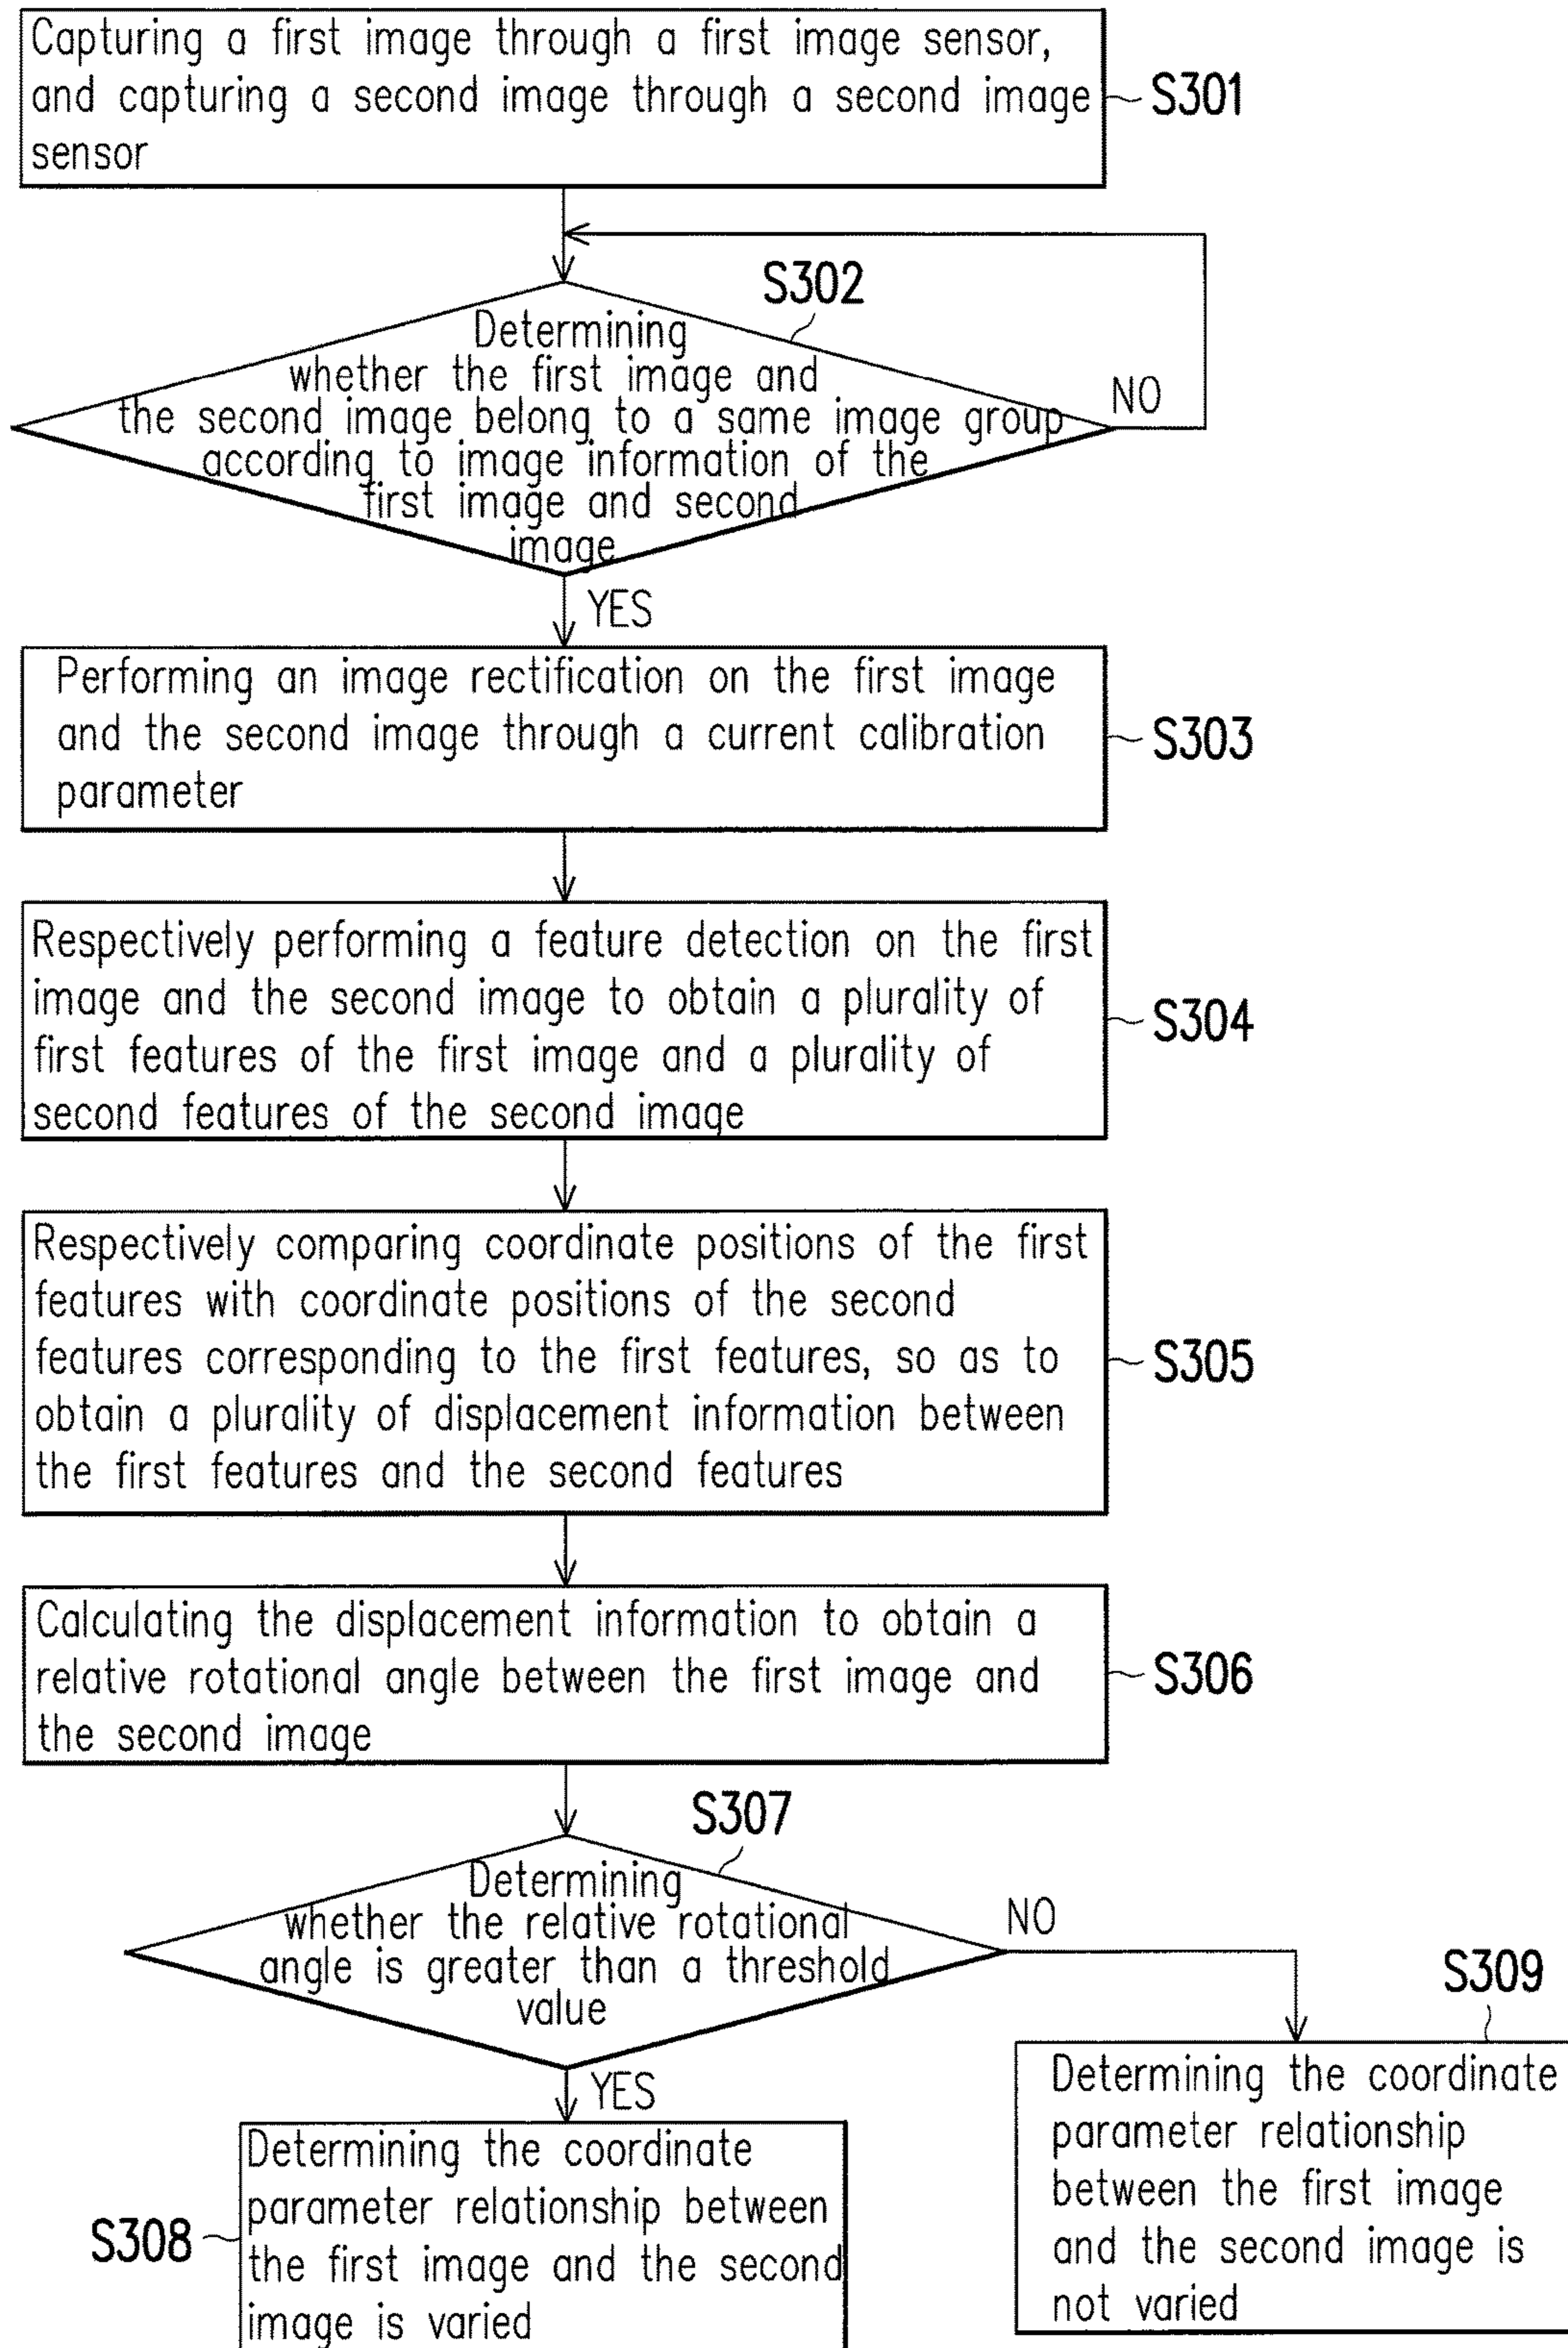 Capturing a first image through a first image sensor,
and capturing a second image through a second image
sensor
S301
S302
Determining
whether the first image and
the second image belong to a same image group
according to image information of the
first image and second
image
NO
YES
Performing an image rectification on the first image
and the second image through a current calibration
parameter
S303
Respectively performing a feature detection on the first
image and the second image to obtain a plurality of
first features of the first image and a plurality of
second features of the second image
S304
Respectively comparing coordinate positions of the first
features with coordinate positions of the second
features corresponding to the first features, so as to
obtain a plurality of displacement information between
the first features and the second features
S305
Calculating the displacement information to obtain a
relative rotational angle between the first image and
the second image
S306
S307
Determining
whether the relative rotational
angle is greater than a threshold
value
NO
YES
S308
Determining the coordinate
parameter relationship between
the first image and the second
image is varied
S309
Determining the coordinate
parameter relationship
between the first image
and the second image is
not varied